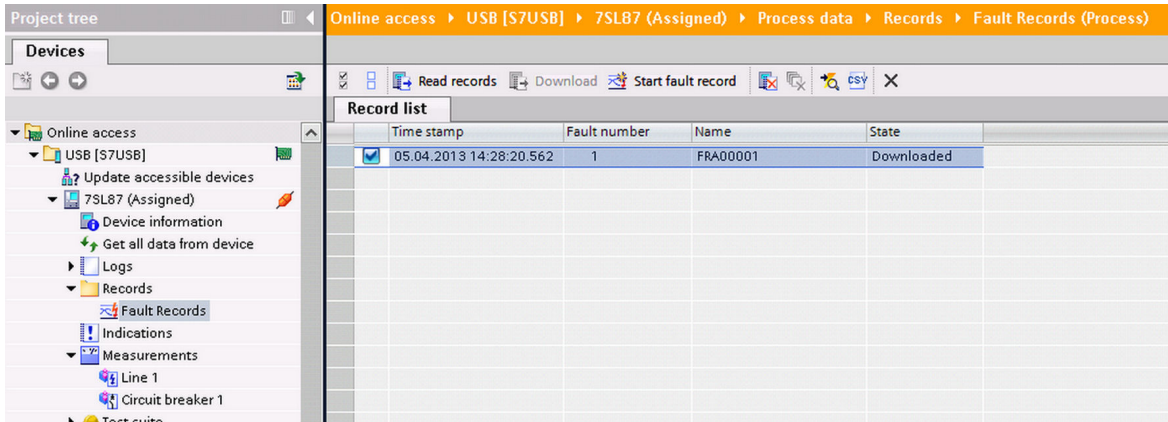 Project tree
Online access ▸ USB [S7USB] ▸ 7SL87 (Assigned) ▸ Process data ▸ Records ▸ Fault Records (Process)
Devices
Read records Download Start fault record CSV
Record list
Time stamp Fault number Name State
05.04.2013 14:28:20.562 1 FRA00001 Downloaded
Online access
USB [S7USB]
Update accessible devices
7SL87 (Assigned)
Device information
Get all data from device
Logs
Records
Fault Records
Indications
Measurements
Line 1
Circuit breaker 1
Test suite